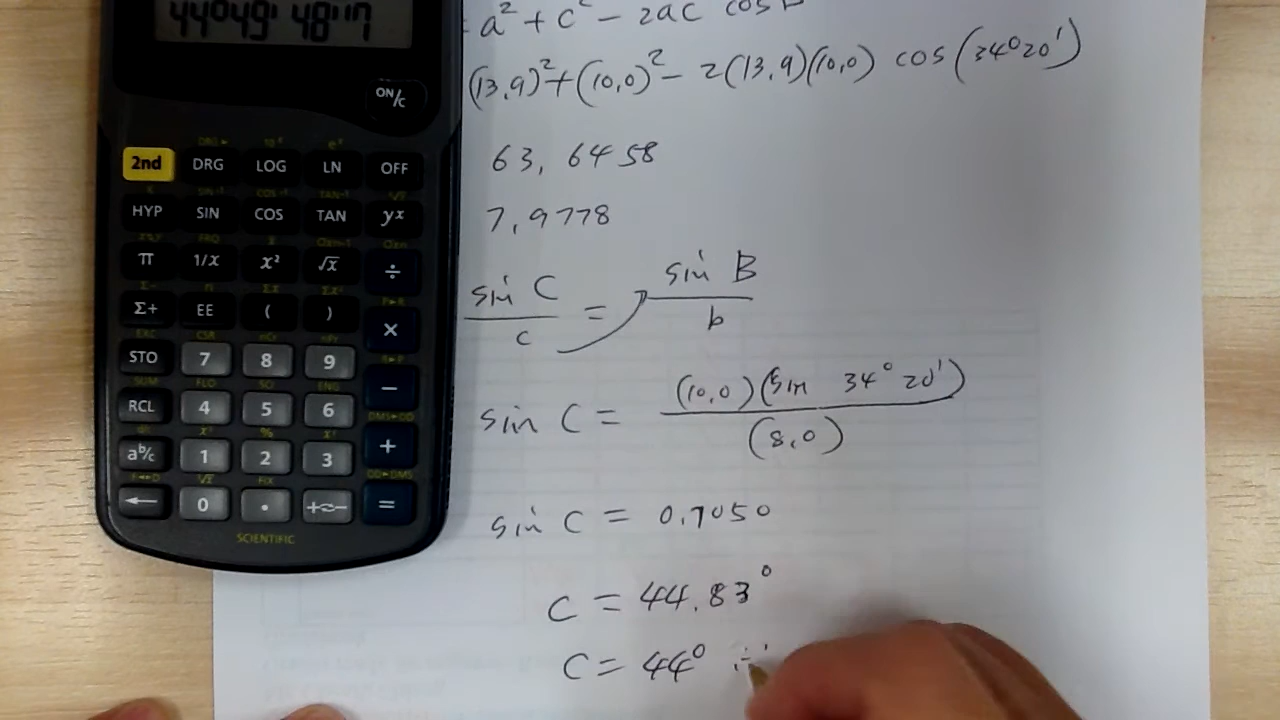 44°49'48"17
ON/C
2nd DRG LOG LN OFF
HYP SIN COS TAN yx
π 1/x x² √x ÷
Σ+ EE ( ) ×
STO 7 8 9 −
RCL 4 5 6 +
ab/c 1 2 3 =
← 0 . +⇌−
SCIENTIFIC
= a² + c² − 2ac cos B
(13,9)² + (10,0)² − 2(13,9)(10,0) cos (34°20')
63,6458
7,9778
sin C / c = sin B / b
sin C = (10,0)(sin 34°20') / (8,0)
sin C = 0,7050
C = 44.83°
C = 44°